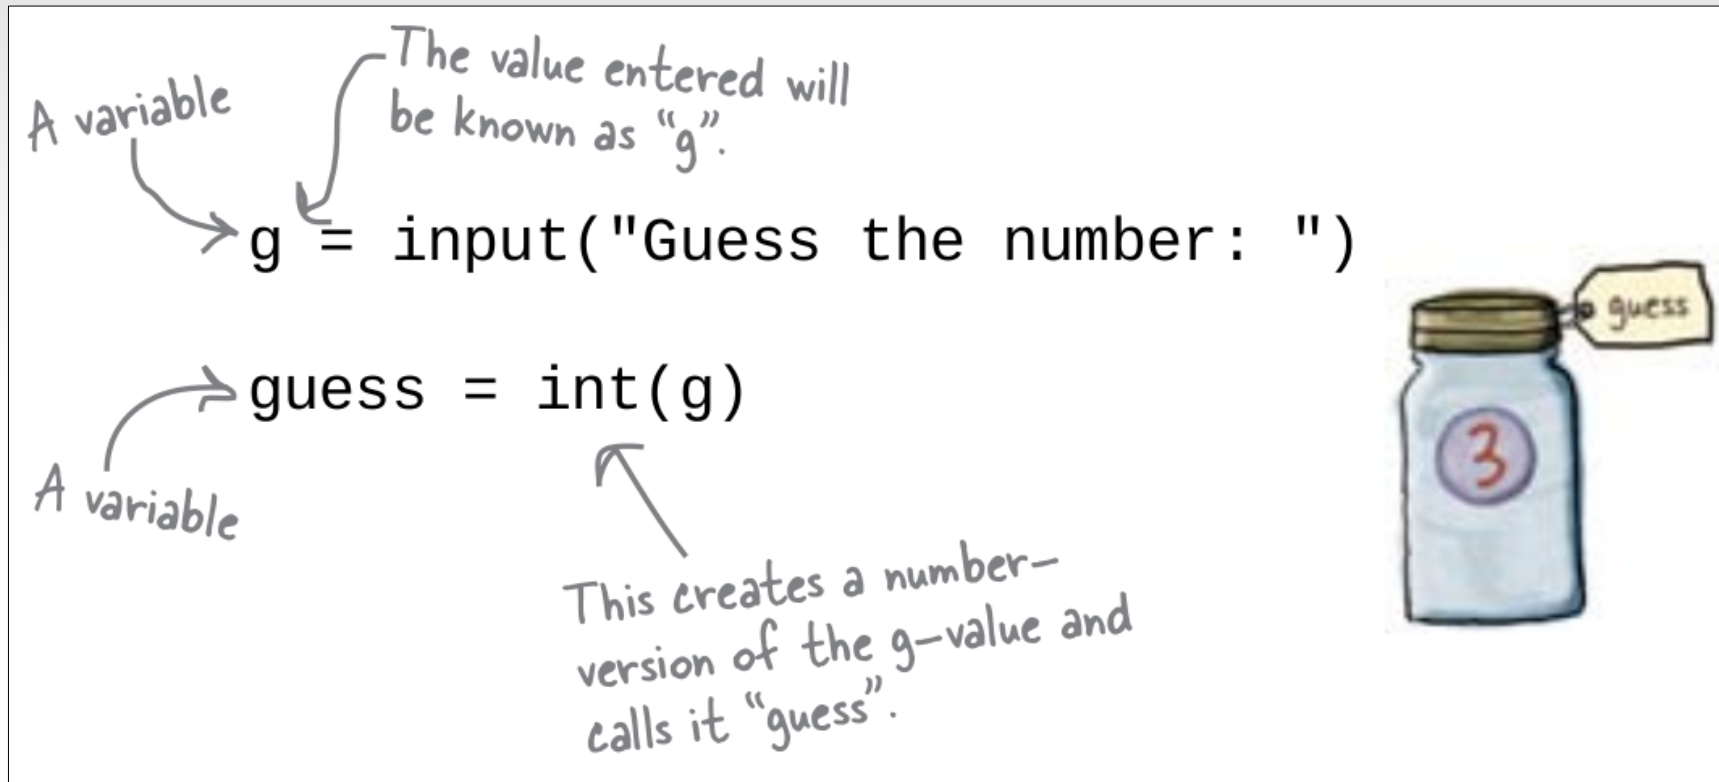 The value entered will
be known as “g”.
A variable
g = input("Guess the number: ")
guess
guess = int(g)
3
A variable
This creates a number-
version of the g-value and
calls it “guess”.